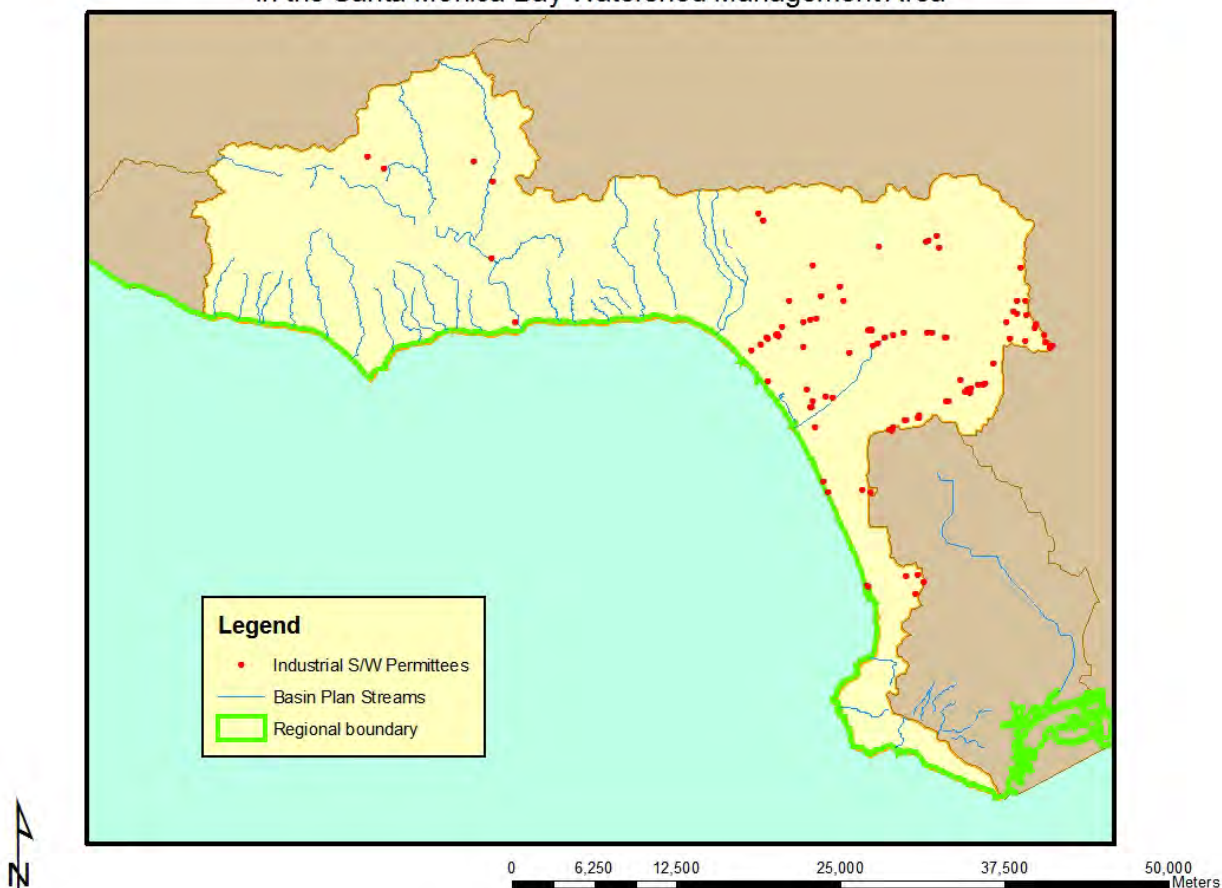 in the Santa Monica Bay Watershed Management Area
Legend
Industrial S/W Permittees
Basin Plan Streams
Regional boundary
N
0 6,250 12,500 25,000 37,500 50,000
Meters